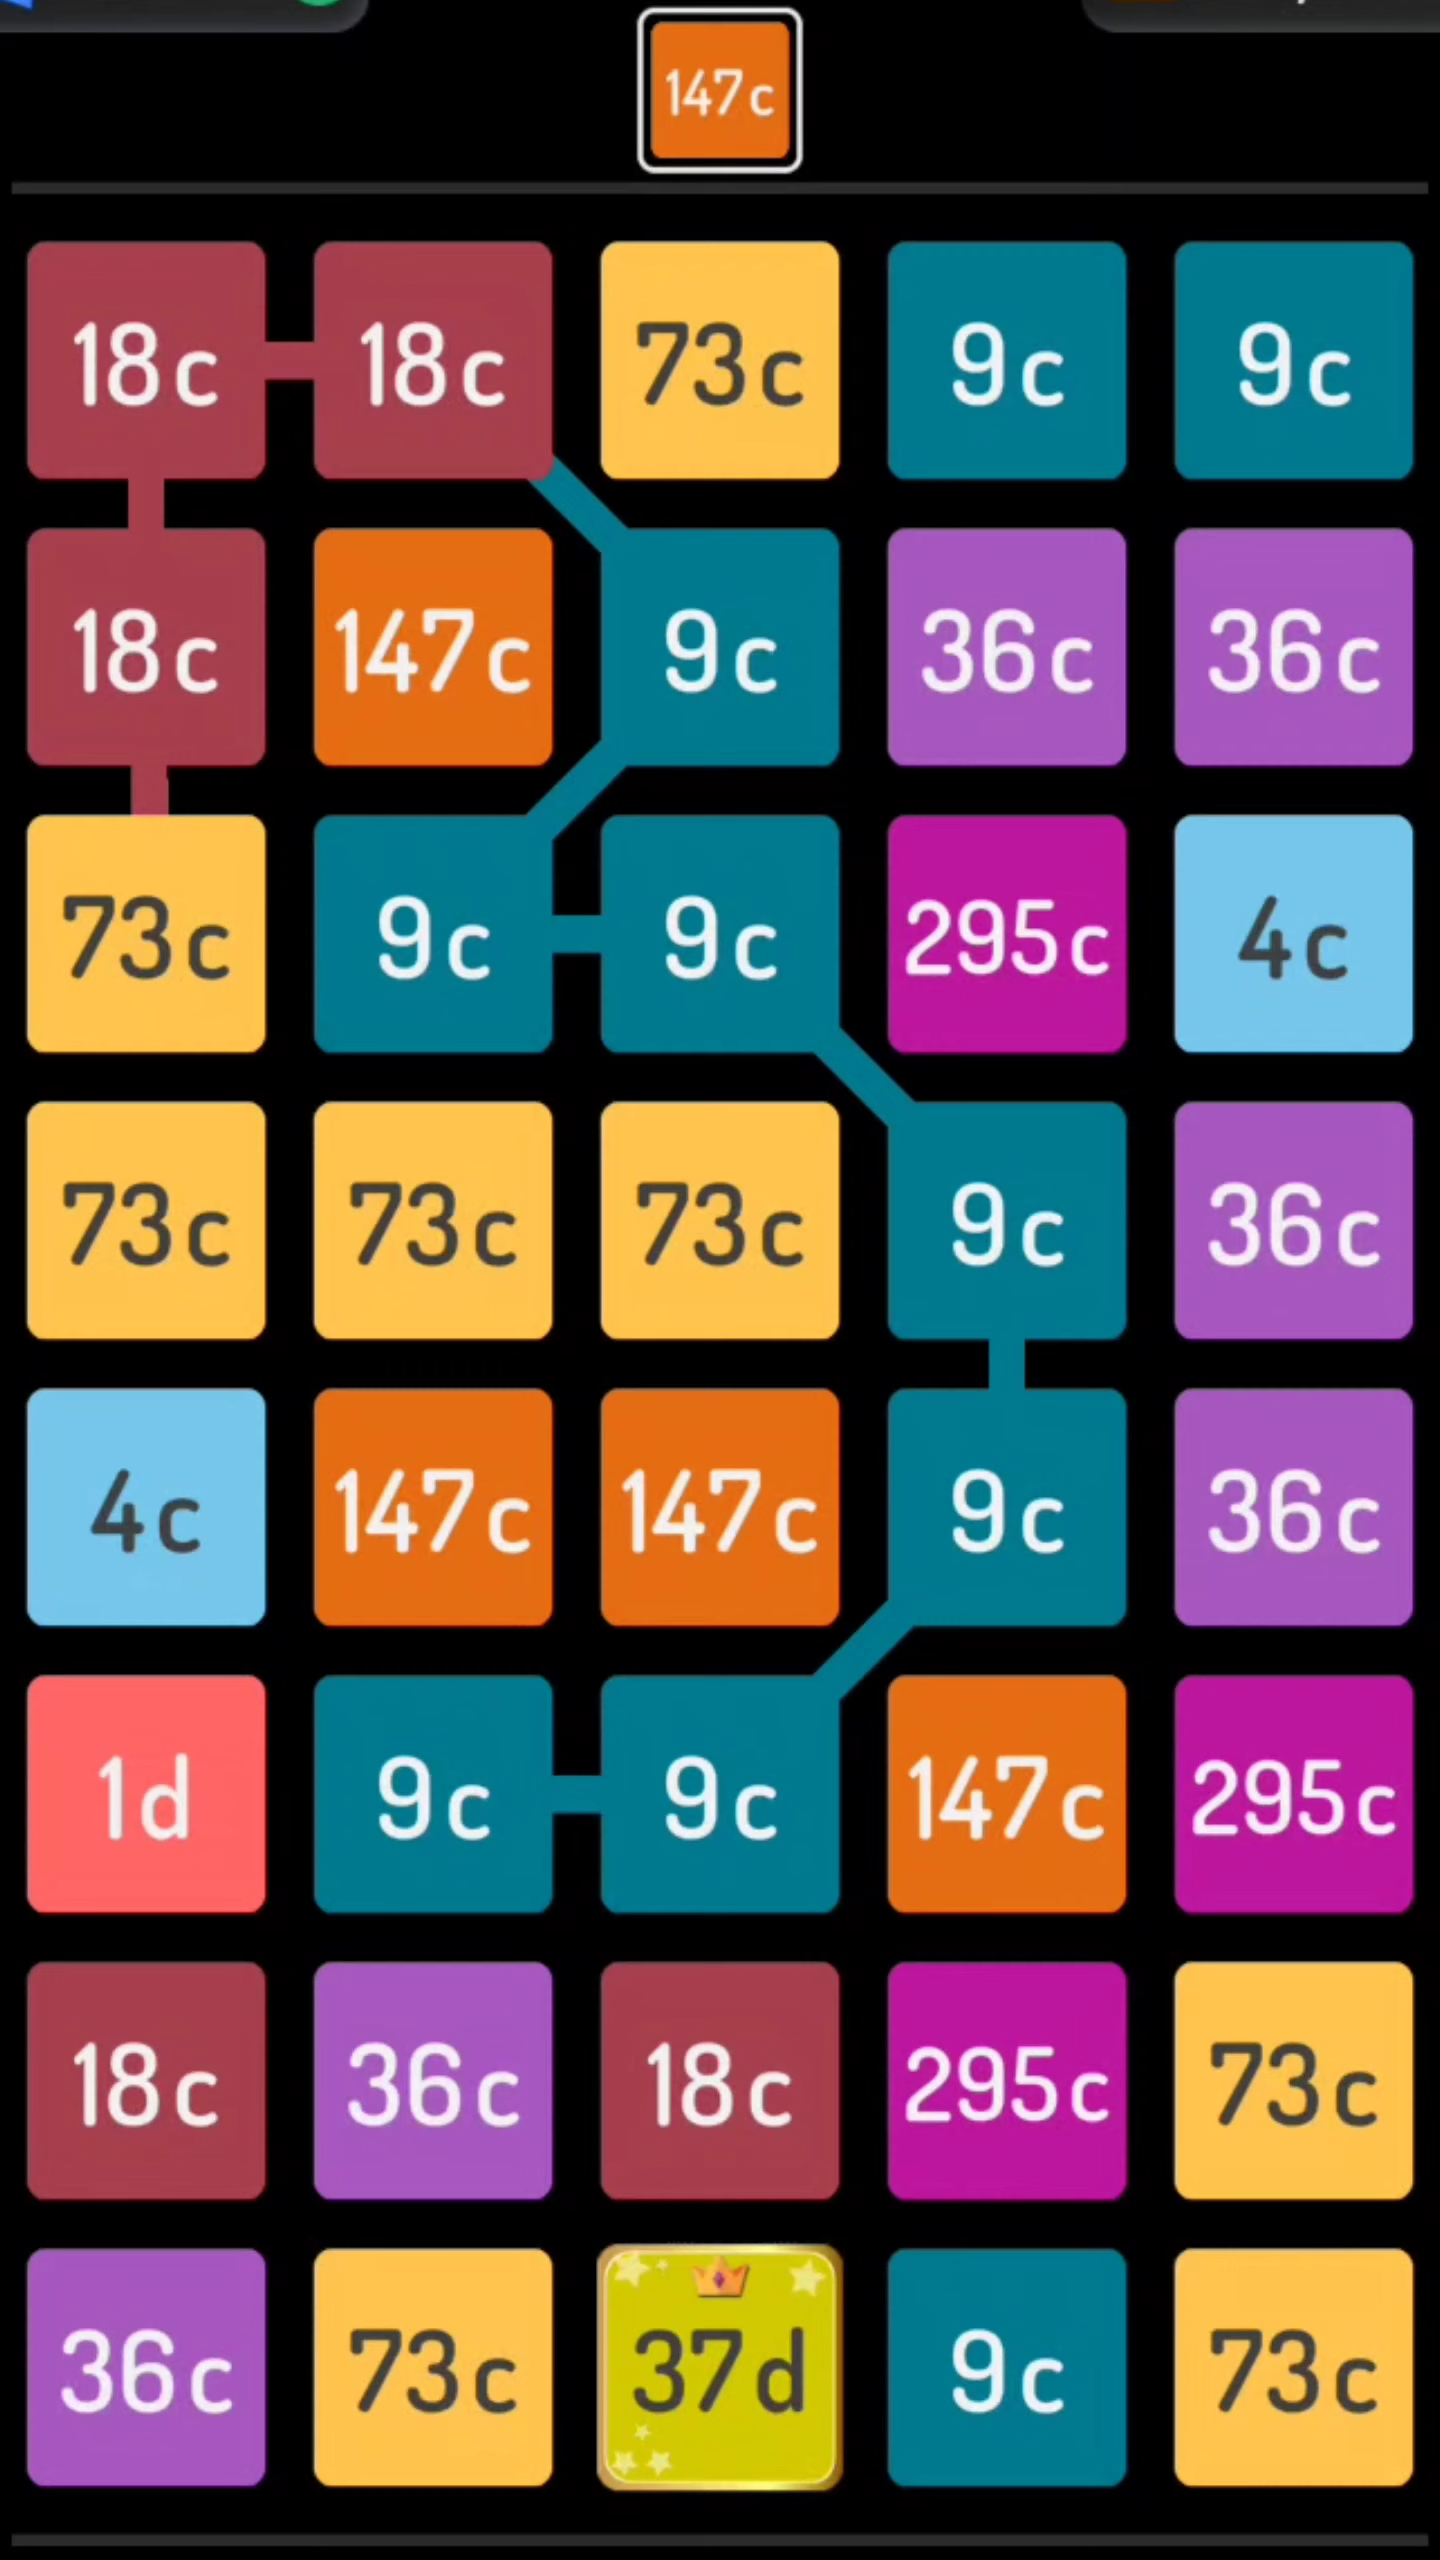 147c
18c 18c 73c 9c 9c
18c 147c 9c 36c 36c
73c 9c 9c 295c 4c
73c 73c 73c 9c 36c
4c 147c 147c 9c 36c
1d 9c 9c 147c 295c
18c 36c 18c 295c 73c
36c 73c 37d 9c 73c